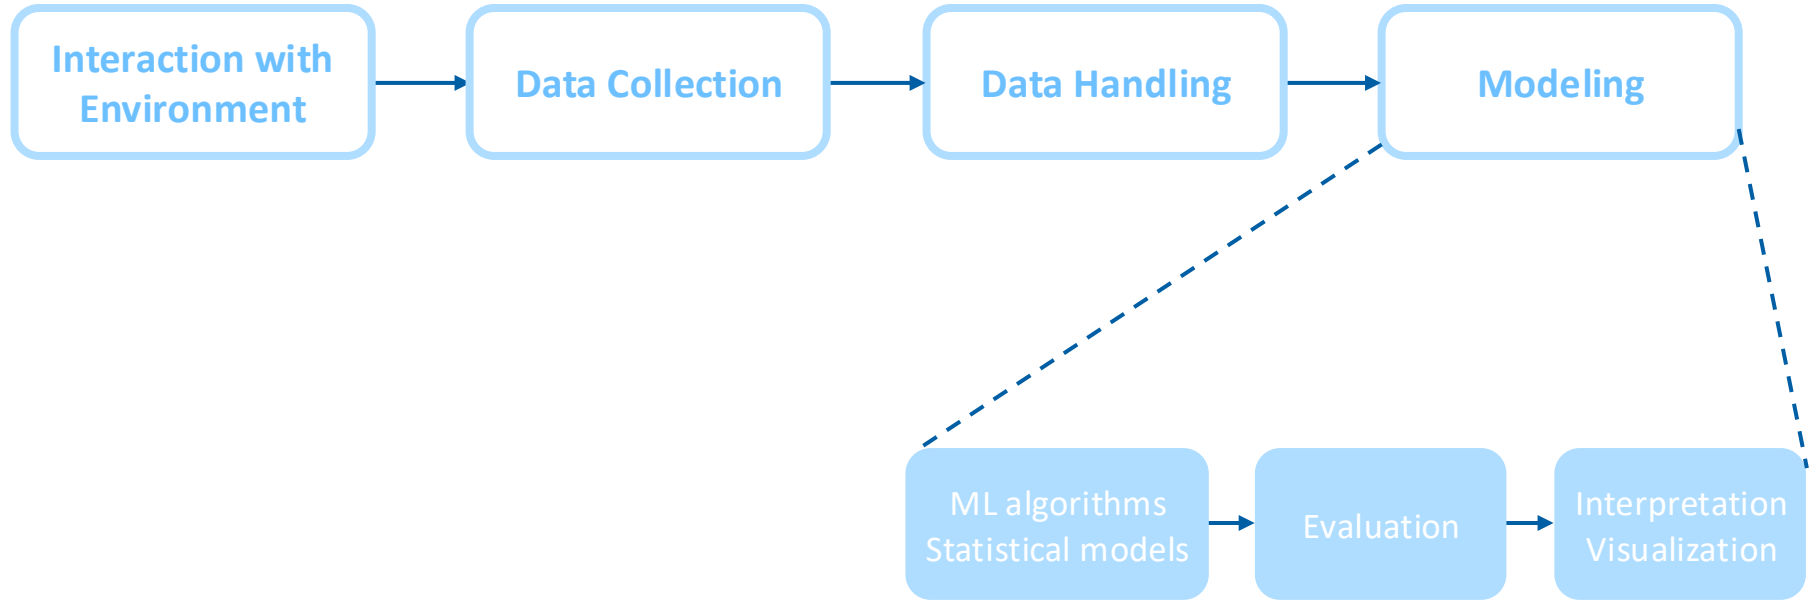 Interaction with
Environment
Data Collection
Data Handling
Modeling
ML algorithms
Statistical models
Evaluation
Interpretation
Visualization